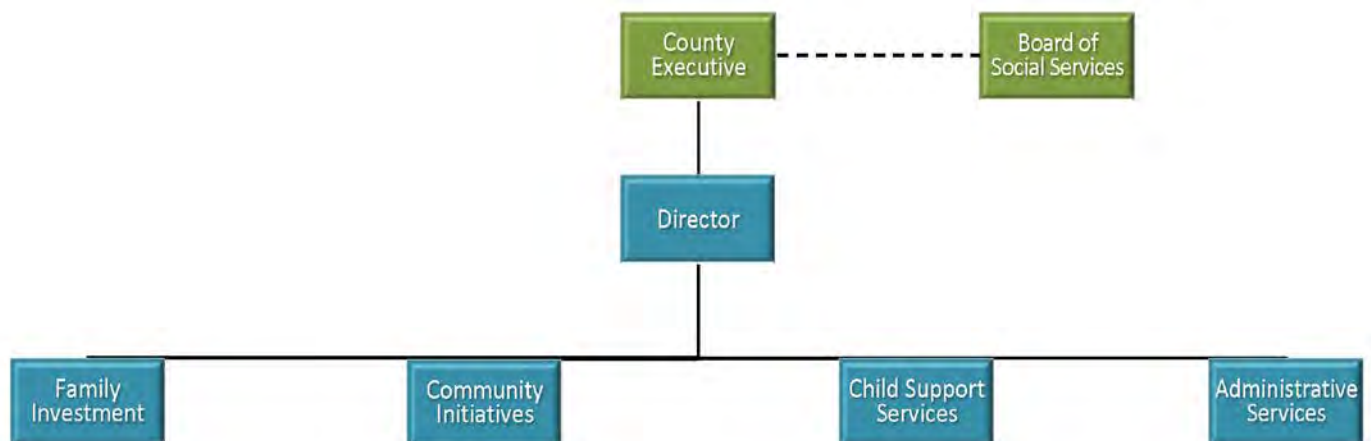 County
Executive
Board of
Social Services
Director
Family
Investment
Community
Initiatives
Child Support
Services
Administrative
Services